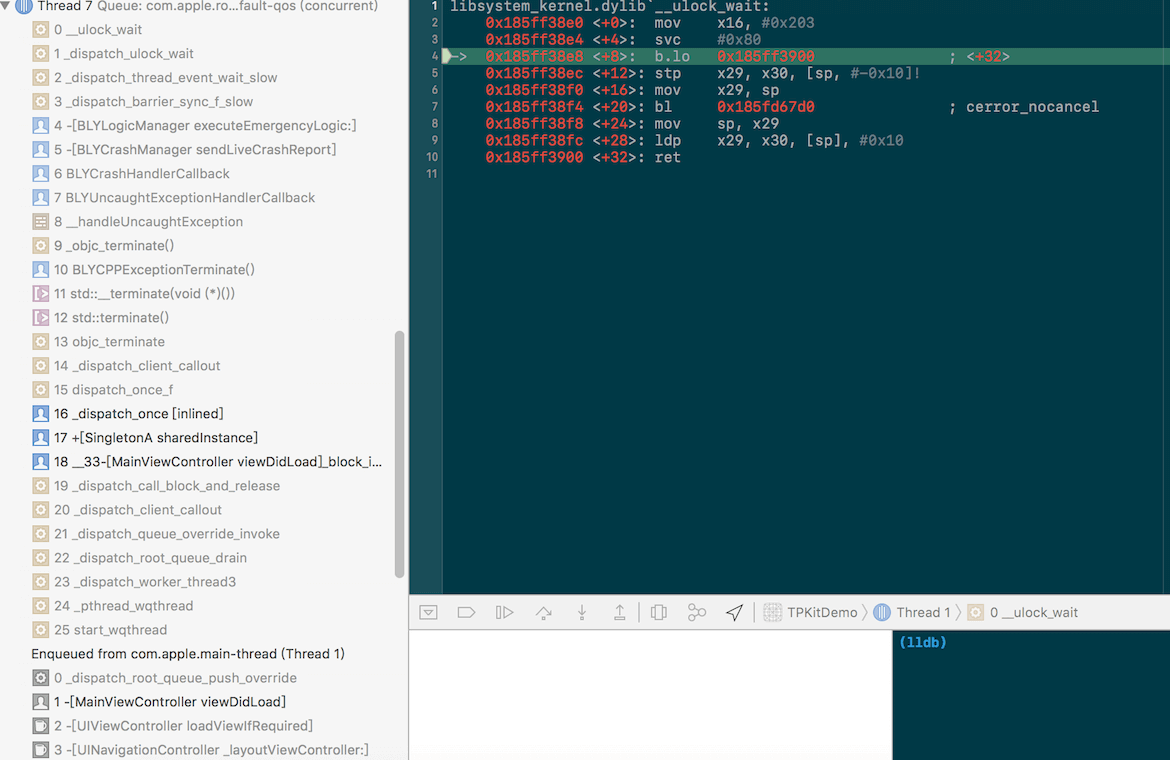 Thread 7 Queue: com.apple.ro...fault-qos (concurrent)
0 __ulock_wait
1 _dispatch_ulock_wait
2 _dispatch_thread_event_wait_slow
3 _dispatch_barrier_sync_f_slow
4 -[BLYLogicManager executeEmergencyLogic:]
5 -[BLYCrashManager sendLiveCrashReport]
6 BLYCrashHandlerCallback
7 BLYUncaughtExceptionHandlerCallback
8 __handleUncaughtException
9 _objc_terminate()
10 BLYCPPExceptionTerminate()
11 std::__terminate(void (*)())
12 std::terminate()
13 objc_terminate
14 _dispatch_client_callout
15 dispatch_once_f
16 _dispatch_once [inlined]
17 +[SingletonA sharedInstance]
18 __33-[MainViewController viewDidLoad]_block_i...
19 _dispatch_call_block_and_release
20 _dispatch_client_callout
21 _dispatch_queue_override_invoke
22 _dispatch_root_queue_drain
23 _dispatch_worker_thread3
24 _pthread_wqthread
25 start_wqthread
Enqueued from com.apple.main-thread (Thread 1)
0 _dispatch_root_queue_push_override
1 -[MainViewController viewDidLoad]
2 -[UIViewController loadViewIfRequired]
3 -[UINavigationController _layoutViewController:]
1 libsystem_kernel.dylib`__ulock_wait:
2 0x185ff38e0 <+0>: mov x16, #0x203
3 0x185ff38e4 <+4>: svc #0x80
4 -> 0x185ff38e8 <+8>: b.lo 0x185ff3900 ; <+32>
5 0x185ff38ec <+12>: stp x29, x30, [sp, #-0x10]!
6 0x185ff38f0 <+16>: mov x29, sp
7 0x185ff38f4 <+20>: bl 0x185fd67d0 ; cerror_nocancel
8 0x185ff38f8 <+24>: mov sp, x29
9 0x185ff38fc <+28>: ldp x29, x30, [sp], #0x10
10 0x185ff3900 <+32>: ret
11
TPKitDemo Thread 1 0 __ulock_wait
(lldb)